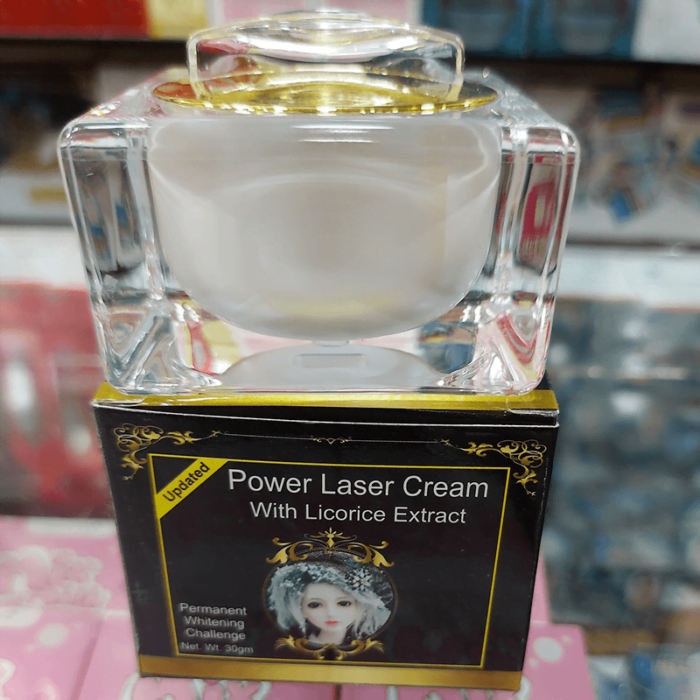 Updated
Power Laser Cream
With Licorice Extract
Permanent
Whitening
Challenge
Net. Wt. 30gm